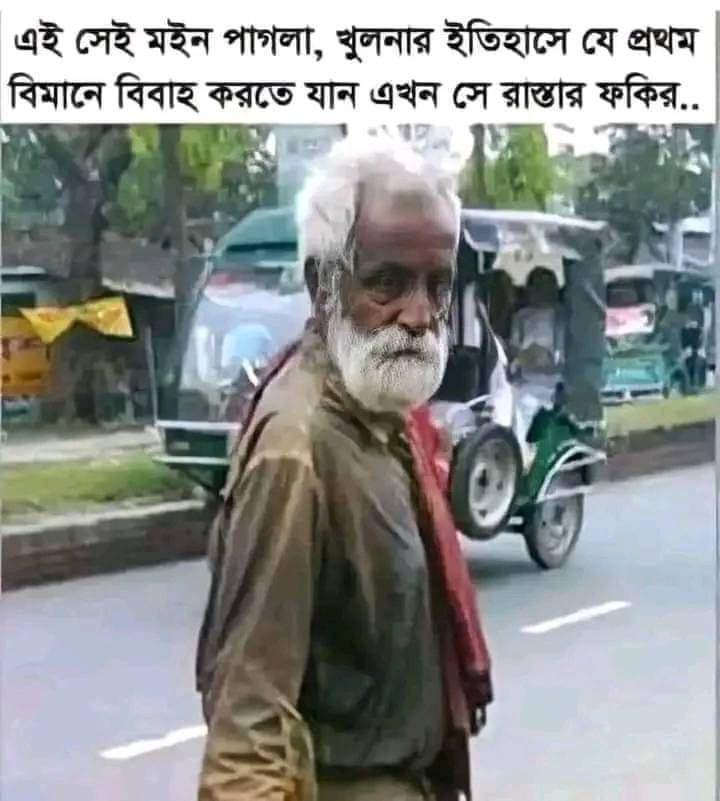 এই সেই মইন পাগলা, খুলনার ইতিহাসে যে প্রথম
বিমানে বিবাহ করতে যান এখন সে রাস্তার ফকির..